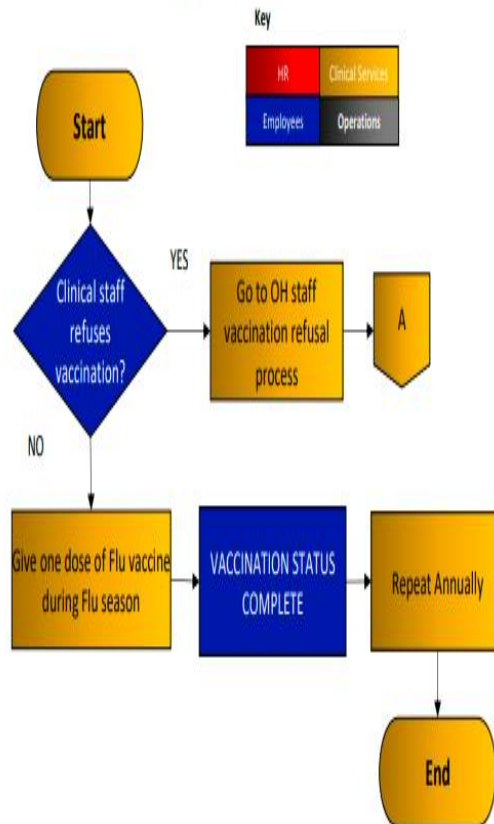 Key
HR
Clinical Services
Employees
Operations
Start
Clinical staff
refuses
vaccination?
YES
Go to OH staff
vaccination refusal
process
A
NO
Give one dose of Flu vaccine
during Flu season
VACCINATION STATUS
COMPLETE
Repeat Annually
End